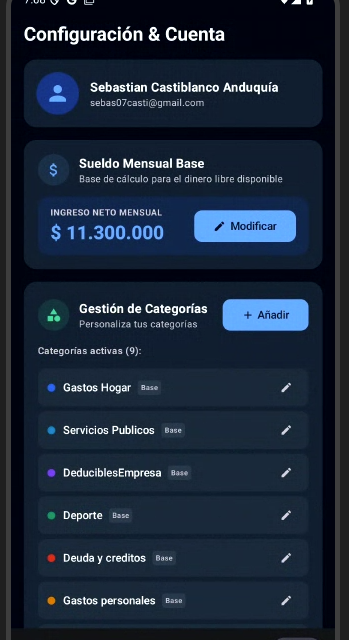 7:08
Configuración & Cuenta
Sebastian Castiblanco Anduquía
sebas07casti@gmail.com
$
Sueldo Mensual Base
Base de cálculo para el dinero libre disponible
INGRESO NETO MENSUAL
$ 11.300.000
Modificar
Gestión de Categorías
Personaliza tus categorías
+ Añadir
Categorías activas (9):
Gastos Hogar Base
Servicios Publicos Base
DeduciblesEmpresa Base
Deporte Base
Deuda y creditos Base
Gastos personales Base